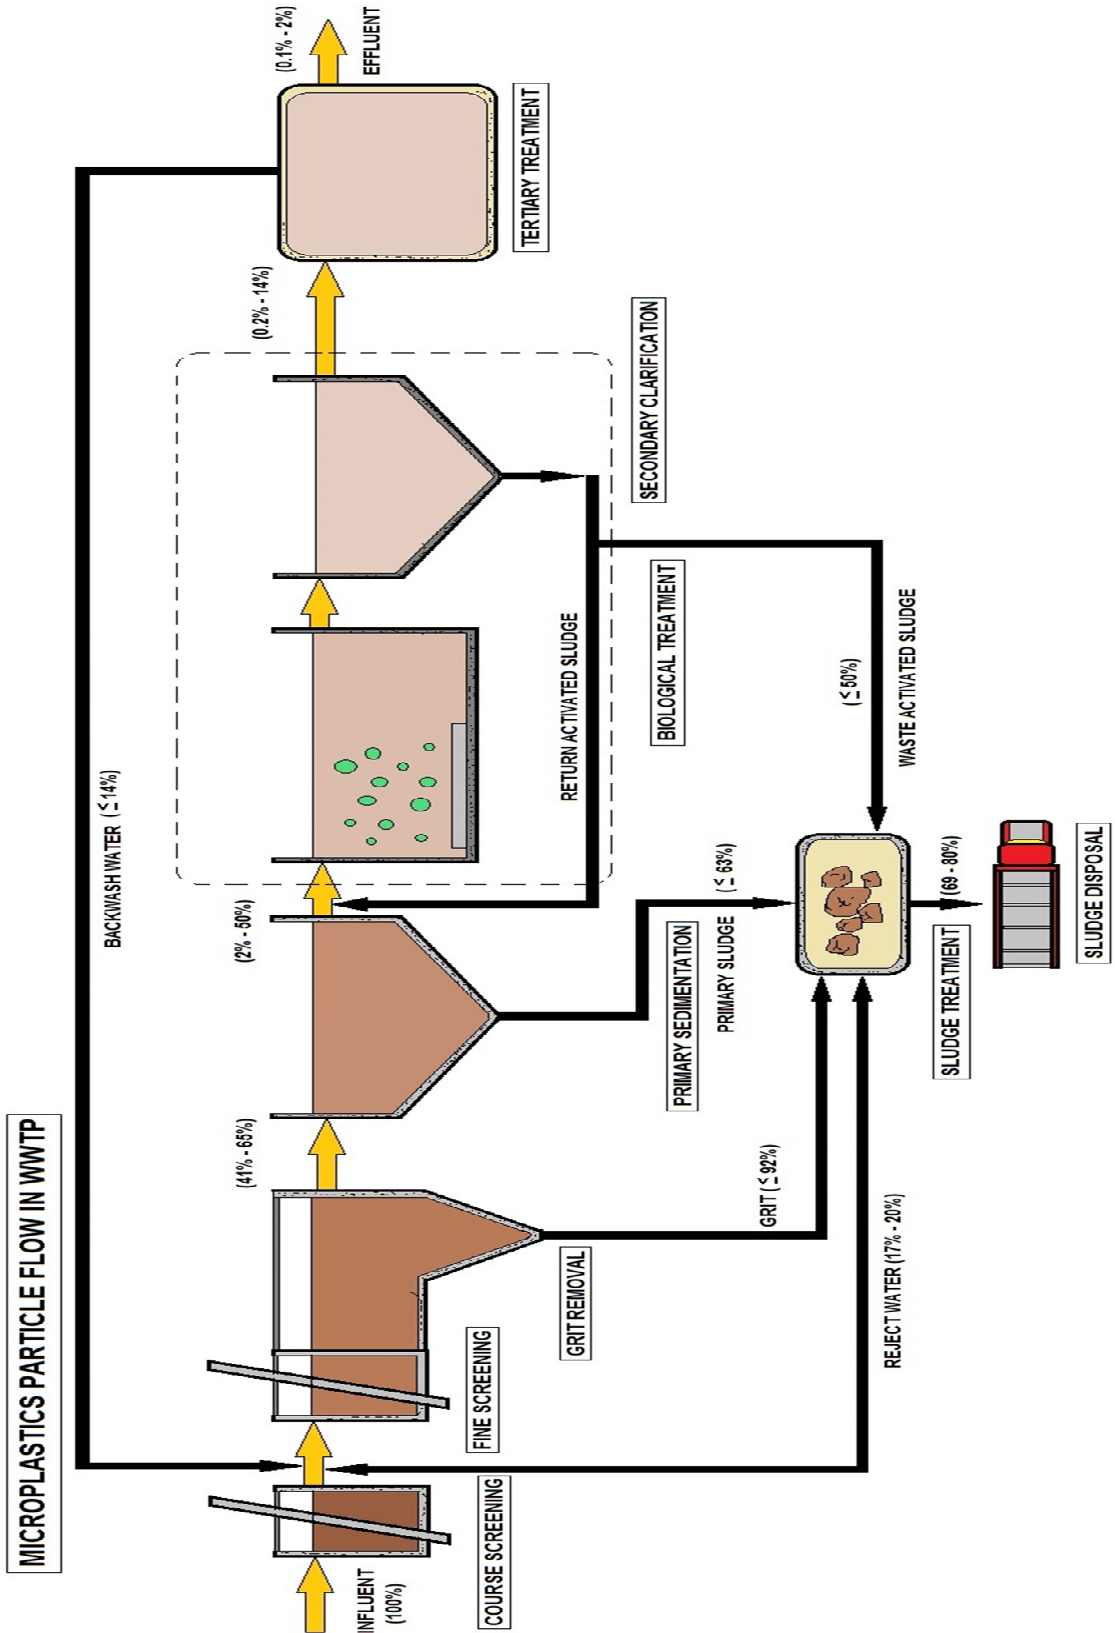 MICROPLASTICS PARTICLE FLOW IN WWTP
BACKWASH WATER (≤ 14%)
(41% - 65%)
(2% - 50%)
(0.2% - 14%)
(0.1% - 2%)
EFFLUENT
INFLUENT
(100%)
COURSE SCREENING
FINE SCREENING
GRIT REMOVAL
PRIMARY SEDIMENTATION
RETURN ACTIVATED SLUDGE
BIOLOGICAL TREATMENT
SECONDARY CLARIFICATION
TERTIARY TREATMENT
PRIMARY SLUDGE (≤ 63%)
GRIT (≤ 92%)
(≤ 50%)
WASTE ACTIVATED SLUDGE
REJECT WATER (17% - 20%)
SLUDGE TREATMENT
(69 - 80%)
SLUDGE DISPOSAL